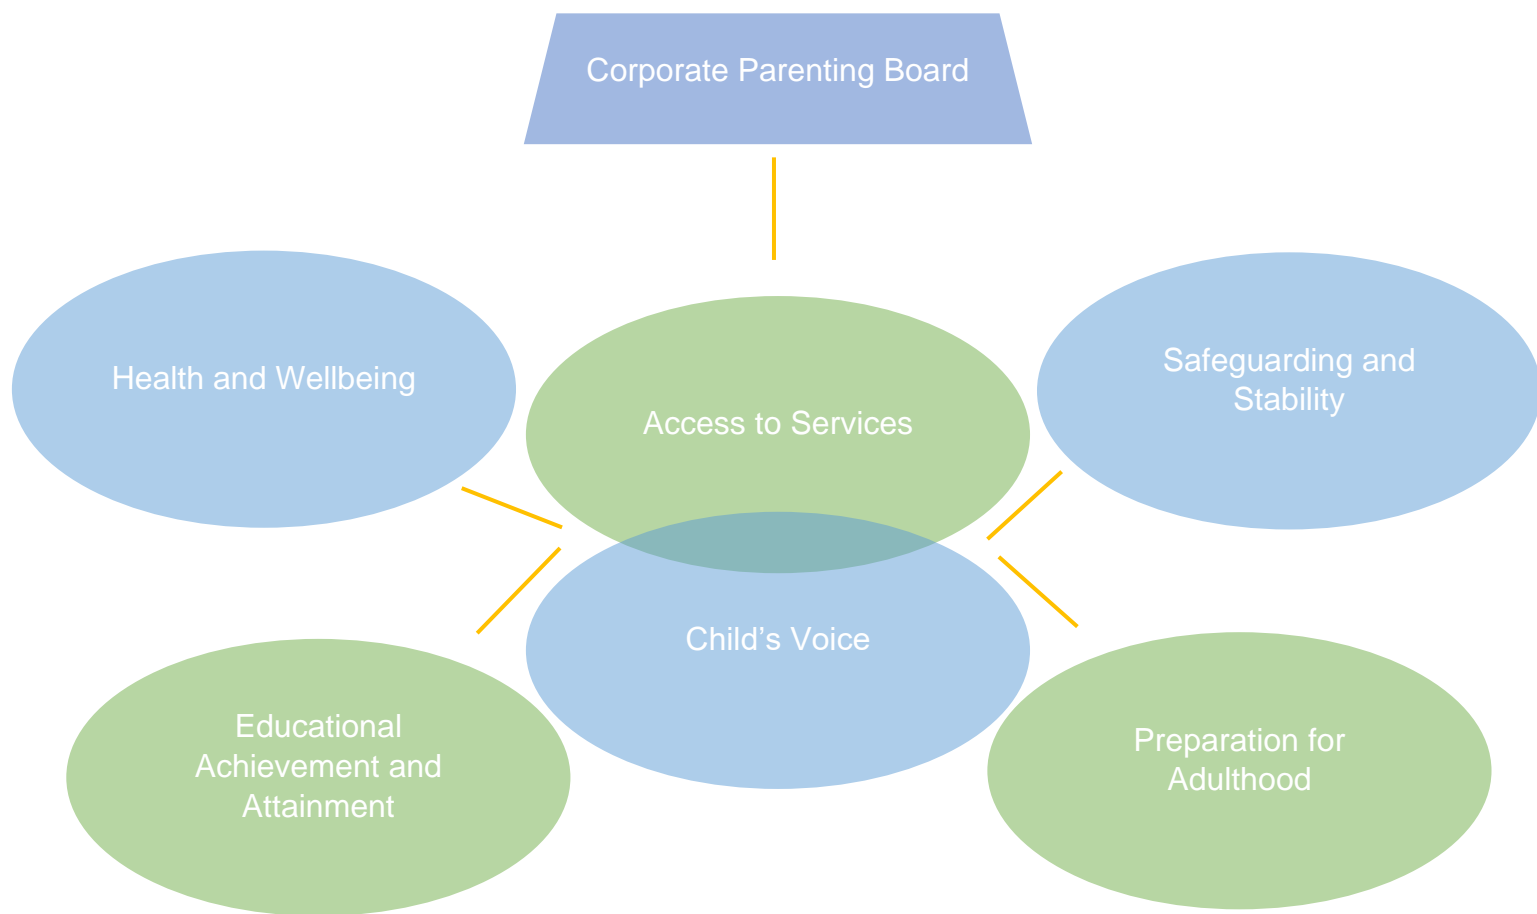 Corporate Parenting Board
Health and Wellbeing
Safeguarding and
Stability
Access to Services
Child’s Voice
Educational
Achievement and
Attainment
Preparation for
Adulthood